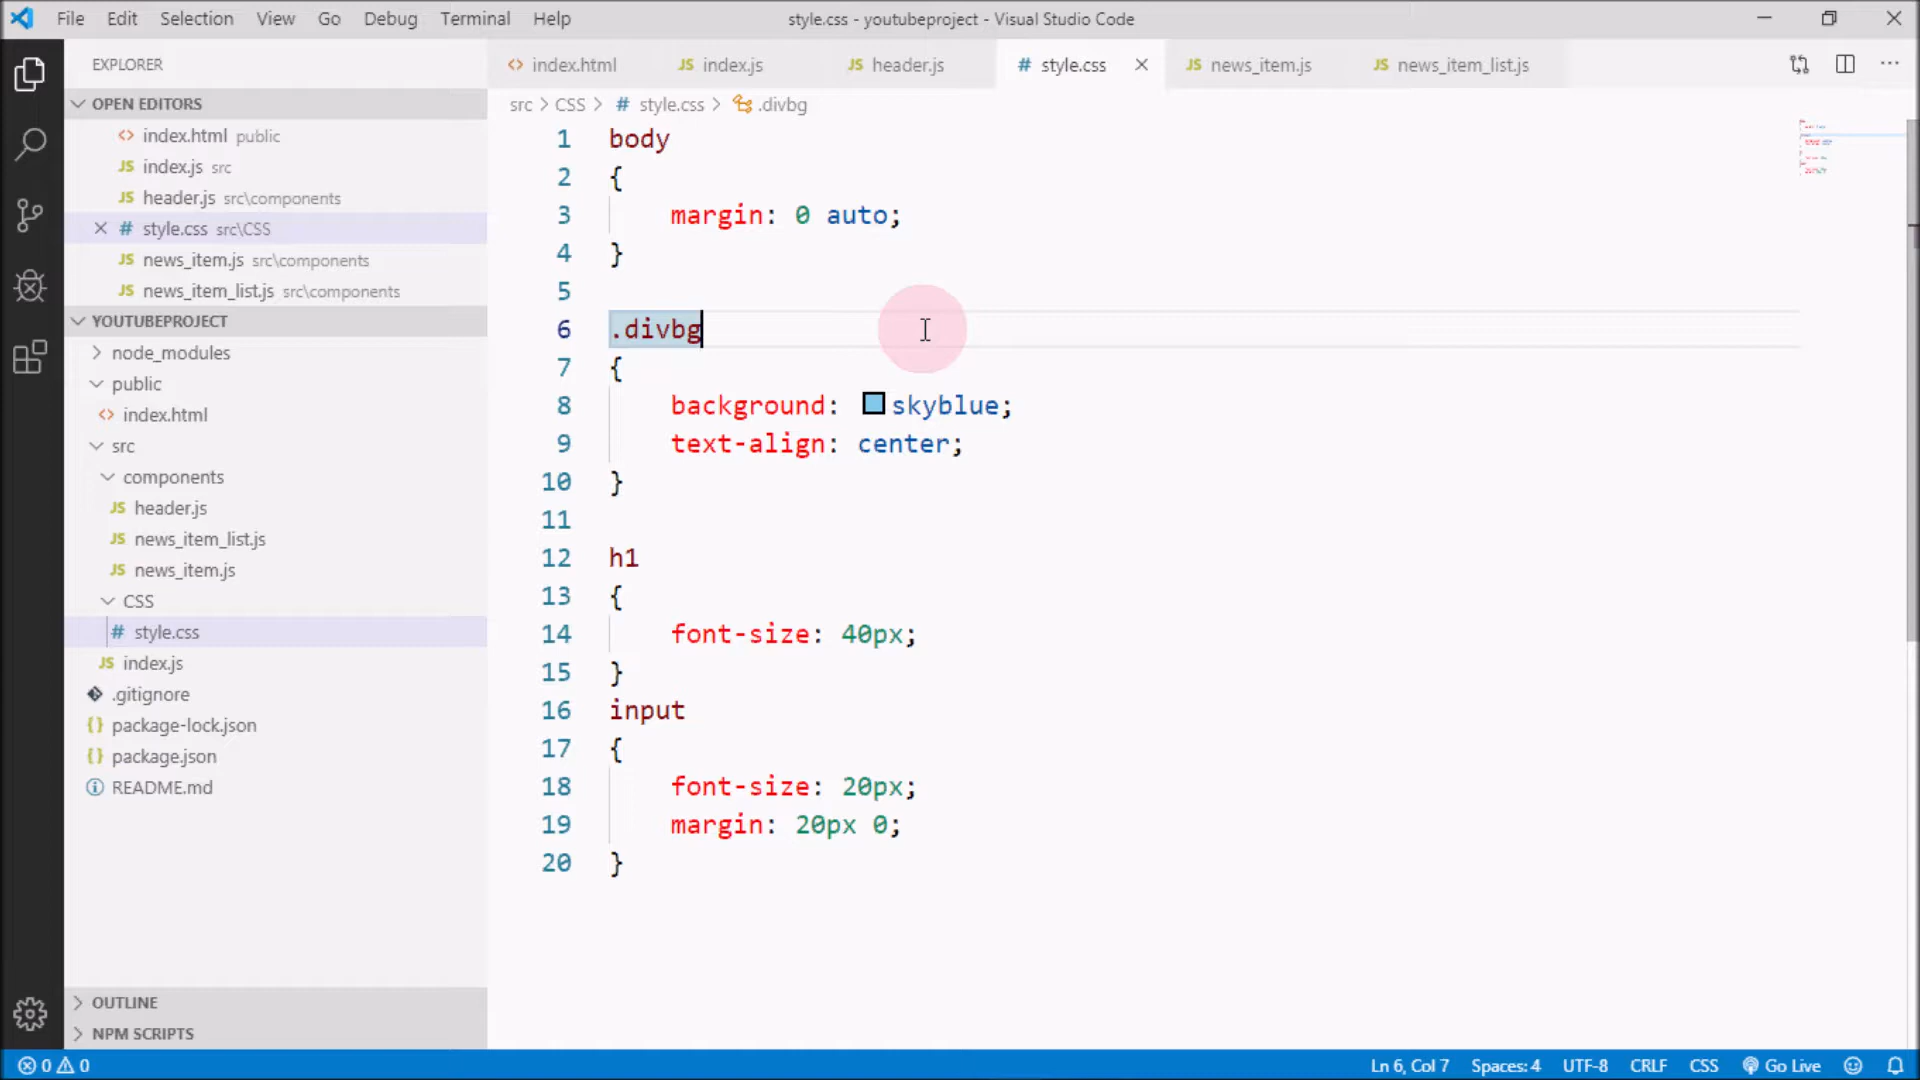 File Edit Selection View Go Debug Terminal Help style.css - youtubeproject - Visual Studio Code
EXPLORER
OPEN EDITORS
index.html public
index.js src
header.js src\components
style.css src\CSS
news_item.js src\components
news_item_list.js src\components
YOUTUBEPROJECT
node_modules
public
index.html
src
components
header.js
news_item_list.js
news_item.js
CSS
style.css
index.js
.gitignore
package-lock.json
package.json
README.md
OUTLINE
NPM SCRIPTS
index.html index.js header.js style.css news_item.js news_item_list.js
src > CSS > # style.css > .divbg
1 body
2 {
3 margin: 0 auto;
4 }
5
6 .divbg
7 {
8 background: skyblue;
9 text-align: center;
10 }
11
12 h1
13 {
14 font-size: 40px;
15 }
16 input
17 {
18 font-size: 20px;
19 margin: 20px 0;
20 }
0 0 Ln 6, Col 7 Spaces: 4 UTF-8 CRLF CSS Go Live